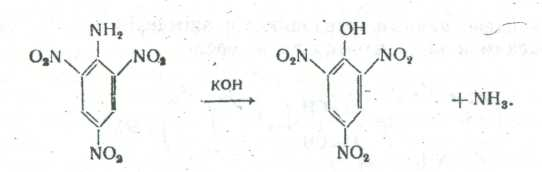 NH₂ OH
O₂N NO₂ O₂N NO₂
KOH
+ NH₃.
NO₂ NO₂